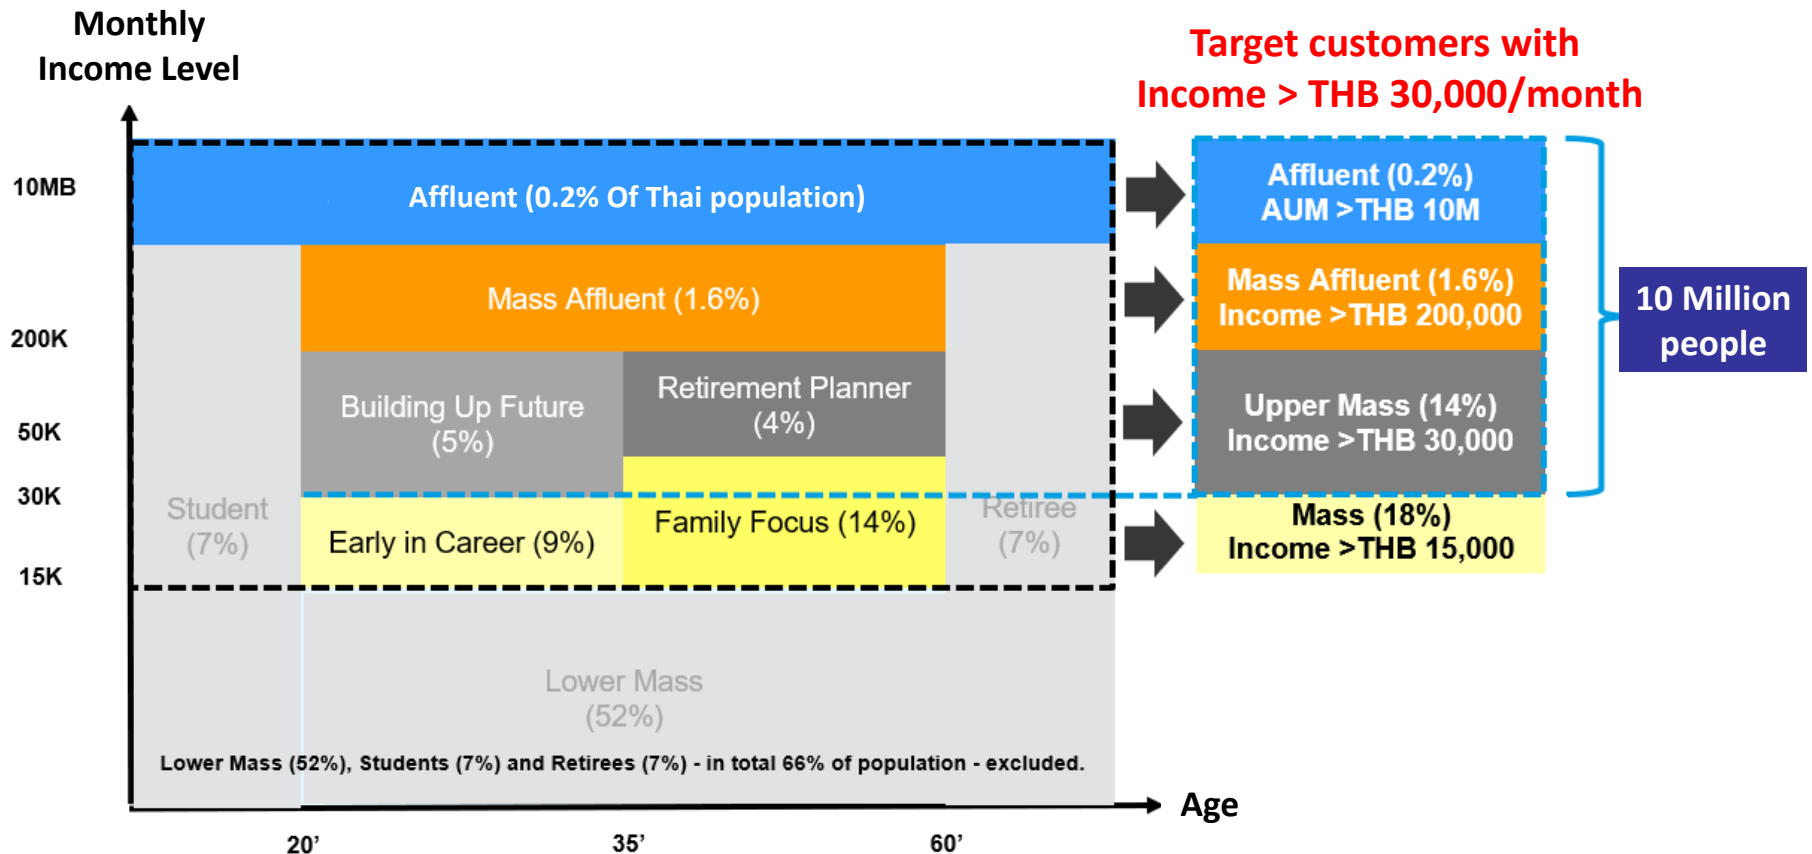 Monthly
Income Level
Target customers with
Income > THB 30,000/month
10MB
200K
50K
30K
15K
Affluent (0.2% Of Thai population)
Mass Affluent (1.6%)
Building Up Future
(5%)
Retirement Planner
(4%)
Student
(7%)
Early in Career (9%)
Family Focus (14%)
Retiree
(7%)
Lower Mass
(52%)
Lower Mass (52%), Students (7%) and Retirees (7%) - in total 66% of population - excluded.
Affluent (0.2%)
AUM >THB 10M
Mass Affluent (1.6%)
Income >THB 200,000
Upper Mass (14%)
Income >THB 30,000
Mass (18%)
Income >THB 15,000
10 Million
people
Age
20’
35’
60’